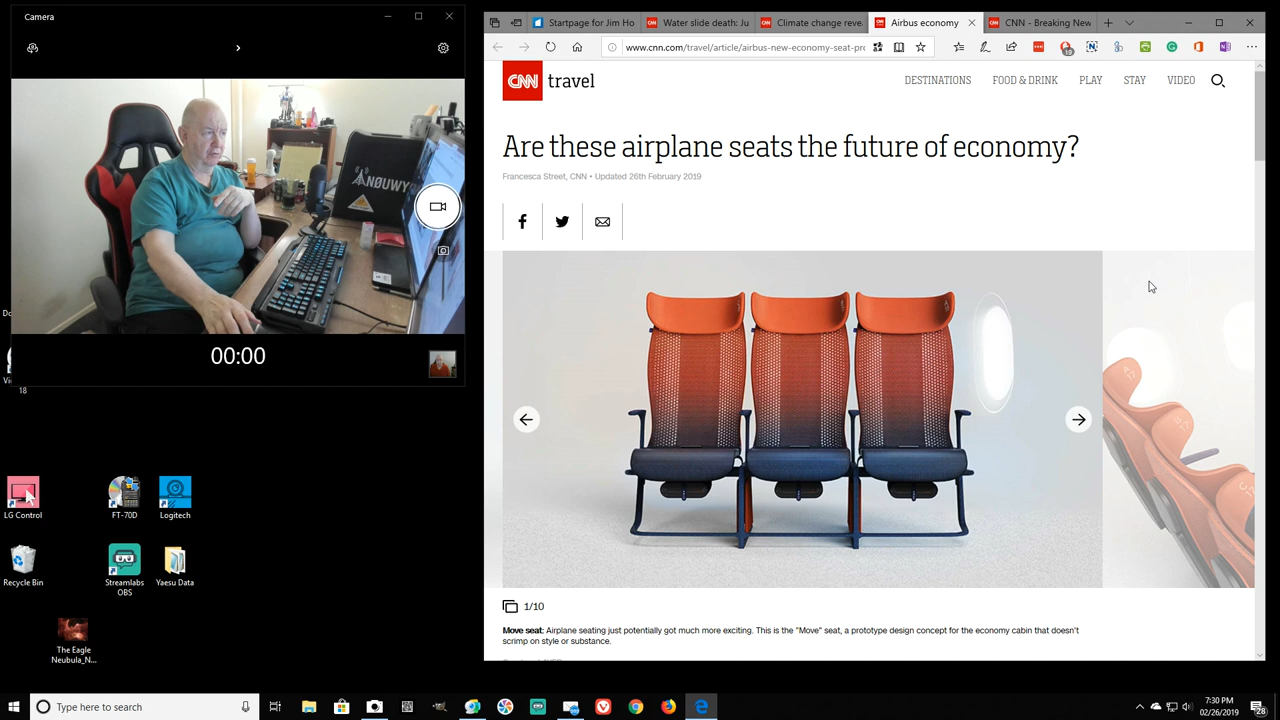 Camera
ANØUWY
00:00
18
LG Control
FT-70D
Logitech
Recycle Bin
Streamlabs
OBS
Yaesu Data
The Eagle
Neubula_N...
Startpage for Jim Ho
Water slide death: Ju
Climate change reve
Airbus economy
CNN - Breaking New
www.cnn.com/travel/article/airbus-new-economy-seat-pro
19
CNN travel
DESTINATIONS FOOD & DRINK PLAY STAY VIDEO
Are these airplane seats the future of economy?
Francesca Street, CNN • Updated 26th February 2019
1/10
Move seat: Airplane seating just potentially got much more exciting. This is the "Move" seat, a prototype design concept for the economy cabin that doesn't
scrimp on style or substance.
Type here to search
7:30 PM
02/26/2019
28